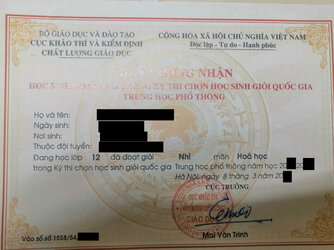 BỘ GIÁO DỤC VÀ ĐÀO TẠO
CỤC KHẢO THÍ VÀ KIỂM ĐỊNH
CHẤT LƯỢNG GIÁO DỤC
CỘNG HÒA XÃ HỘI CHỦ NGHĨA VIỆT NAM
Độc lập - Tự do - Hạnh phúc
NHẬN
HỌC SINH KỲ THI CHỌN HỌC SINH GIỎI QUỐC GIA
TRUNG HỌC PHỔ THÔNG
Họ và tên:
Ngày sinh:
Nơi sinh:
Thuộc đội tuyển:
Đang học lớp 12 đã đoạt giải Nhì môn Hoá học
trong Kỳ thi chọn học sinh giỏi quốc gia Trung học phổ thông năm học 20
Hà Nội, ngày 8 tháng 3 năm 20
CỤC TRƯỞNG
Mai Văn Trinh
Vào sổ số 1558/54